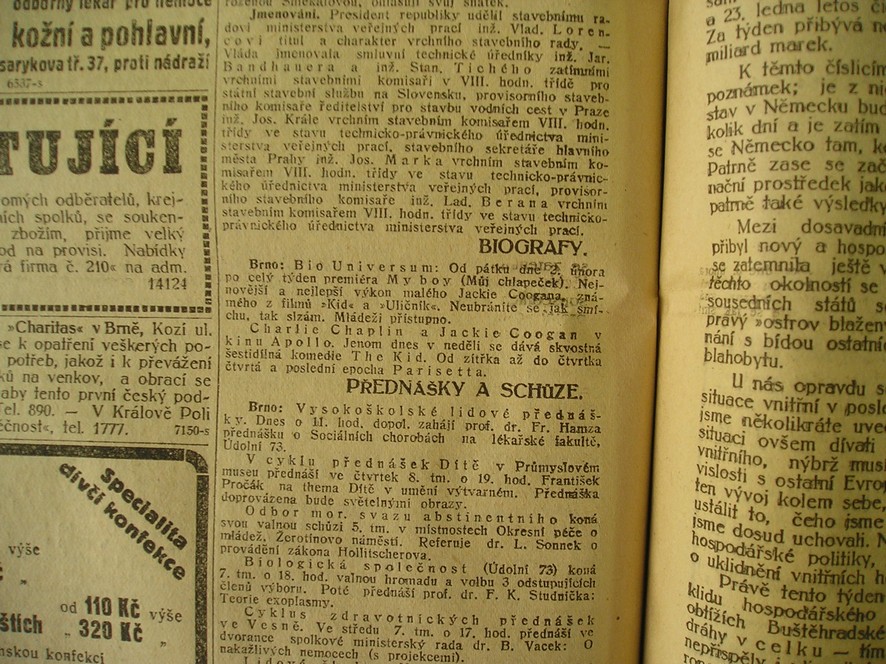 odborný lékař pro nemoce
kožní a pohlavní,
sarykova tř. 37, proti nádraží
6337-s
TUJÍCÍ
omých odběratelů, krej-
ních spolků, se souken-
zbožím, přijme velký
od na provisi. Nabídky
rá firma č. 210« na adm.
14124
»Charitas« v Brně, Kozí ul.
se k opatření veškerých po-
potřeb, jakož i k převážení
ků na venkov, a obrací se
aby tento první český pod-
el. 890. — V Králově Poli
ečnost«, tel. 1777. 7150-s
Specialita
dívčí konfekce
výše
od 110 Kč výše
štích „ 320 Kč „
nskou konfekci
Jmenování. President republiky udělil stavebnímu ra-
dovi ministerstva veřejných prací inž. Vlad. Loren-
covi titul a charakter vrchního stavebního rady. —
Vláda jmenovala smluvní technické úředníky inž. Jar.
Bandhauera a inž. Stan. Tichého zatímními
vrchními stavebními komisaři v VIII. hodn. třídě pro
státní stavební službu na Slovensku, provisorního staveb-
ního komisaře ředitelství pro stavbu vodních cest v Praze
inž. Jos. Krále vrchním stavebním komisařem VIII. hodn.
třídy ve stavu technicko-právnického úřednictva mini-
sterstva veřejných prací, stavebního sekretáře hlavního
města Prahy inž. Jos. Marka vrchním stavebním ko-
misařem VIII. hodn. třídy ve stavu technicko-právnic-
kého úřednictva ministerstva veřejných prací, provisor-
ního stavebního komisaře inž. Lad. Berana vrchním
stavebním komisařem VIII. hodn. třídy ve stavu technicko-
právnického úřednictva ministerstva veřejných prací.
BIOGRAFY.
Brno: Bio Universum: Od pátku dne 2. února
po celý týden premiéra My boy (Můj chlapeček). Nej-
novější a nejlepší výkon malého Jackie Coogana, zná-
mého z filmů »Kid« a »Uličník«. Neubráníte se jak smí-
chu, tak slzám. Mládeži přístupno.
Charlie Chaplin a Jackie Coogan v
kinu Apollo. Jenom dnes v neděli se dává skvostná
šestidílná komedie The Kid. Od zítřka až do čtvrtka
čtvrtá a poslední epocha Parisetta.
PŘEDNÁŠKY A SCHŮZE.
Brno: Vysokoškolské lidové přednáš-
ky. Dnes o 11. hod. dopol. zahájí prof. dr. Fr. Hamza
přednášku o Sociálních chorobách na lékařské fakultě,
Údolní 73.
V cyklu přednášek Dítě v Průmyslovém
museu přednáší ve čtvrtek 8. tm. o 19. hod. František
Pročák na thema Dítě v umění výtvarném. Přednáška
doprovázena bude světelnými obrazy.
Odbor mor. svazu abstinentního koná
svou valnou schůzi 5. tm. v místnostech Okresní péče o
mládež, Žerotínovo náměstí. Referuje dr. L. Sonnek o
provádění zákona Hollitscherova.
Biologická společnost (Údolní 73) koná
7. tm. o 18. hod. valnou hromadu a volbu 3 odstupujících
členů výboru. Poté přednáší prof. dr. F. K. Studnička:
Teorie exoplasmy.
Cyklus zdravotnických přednášek
ve Vesně. Ve středu 7. tm. o 17. hod. přednáší ve
dvorance spolkové ministerský rada dr. B. Vacek: O
nakažlivých nemocech (s projekcemi).
a 23. ledna letos či
Za týden přibývá ne
miliard marek.
K těmto číslicím
poznámek; je z nic
stav v Německu bud
kolik dní a je zatím
se Německo tam, k
Patrně zase se zač
nační prostředek jak
patrně také výsledky
Mezi dosavadní
přibyl nový a hospo
se zatemnila ještě v
těchto okolností se
sousedních států s
pravý »ostrov blažen
nání s bídou ostatní
blahobytu.
U nás opravdu s
situace vnitřní v posle
jsme několikráte uve
situaci ovšem dívati
vnitřního, nýbrž mus
vislosti s ostatní Evro
ten vývoj kolem sebe,
ustálit to, čeho jsme
jsme dosud uchovali. N
hospodářské politiky,
o uklidnění vnitřních h
Právě tento týden
klidu hospodářského
obtížích Buštěhradské
dráhy v celku — tím
nepřispěly i